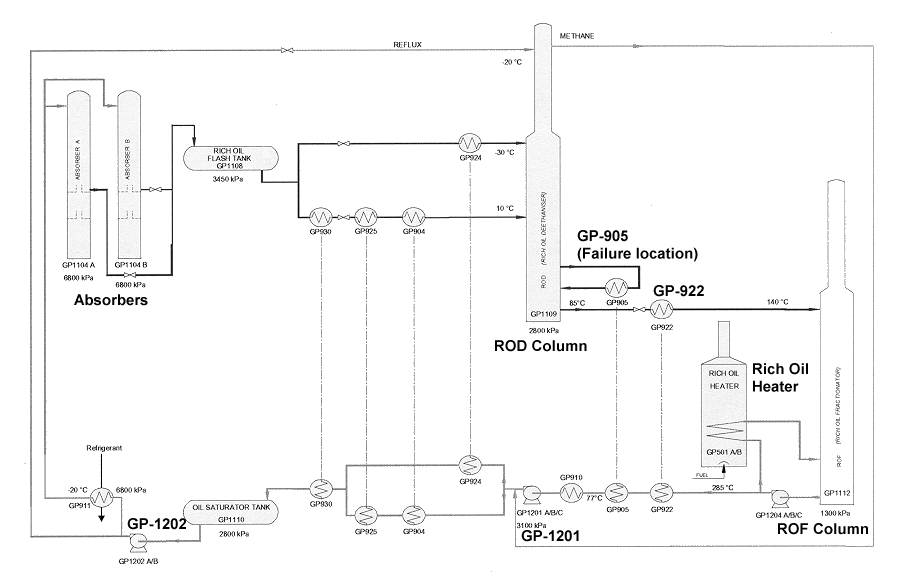 REFLUX
METHANE
-20 °C
ABSORBER A
ABSORBER B
RICH OIL
FLASH TANK
GP1108
3450 kPa
GP924
-30 °C
10 °C
GP930
GP925
GP904
ROD (RICH OIL DEETHANISER)
GP1104 A
6800 kPa
GP1104 B
6800 kPa
Absorbers
GP-905
(Failure location)
GP905
85°C
GP-922
GP922
140 °C
GP1109
2800 kPa
ROD Column
RICH OIL
HEATER
Rich Oil
Heater
GP501 A/B
FUEL
ROF (RICH OIL FRACTIONATOR)
GP1112
1300 kPa
ROF Column
Refrigerant
-20 °C
6800 kPa
GP911
GP-1202
GP1202 A/B
OIL SATURATOR TANK
GP1110
2800 kPa
GP930
GP924
GP925
GP904
GP1201 A/B/C
3100 kPa
GP-1201
GP910
77°C
GP905
GP922
285 °C
GP1204 A/B/C